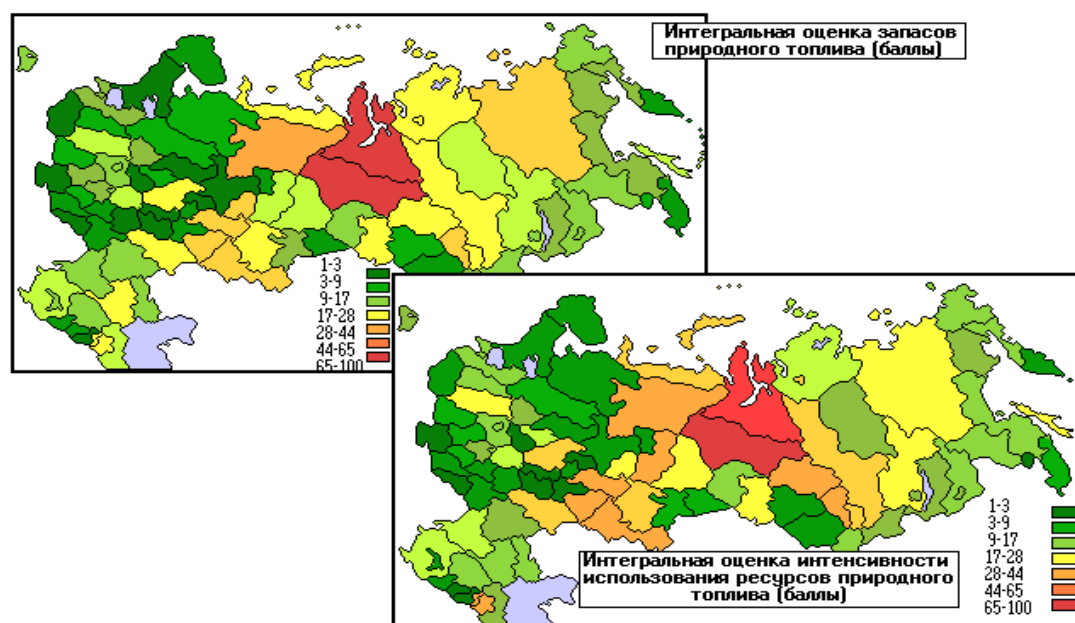 Интегральная оценка запасов
природного топлива (баллы)
1-3
3-9
9-17
17-28
28-44
44-65
65-100
1-3
3-9
9-17
17-28
28-44
44-65
65-100
Интегральная оценка интенсивности
использования ресурсов природного
топлива (баллы)